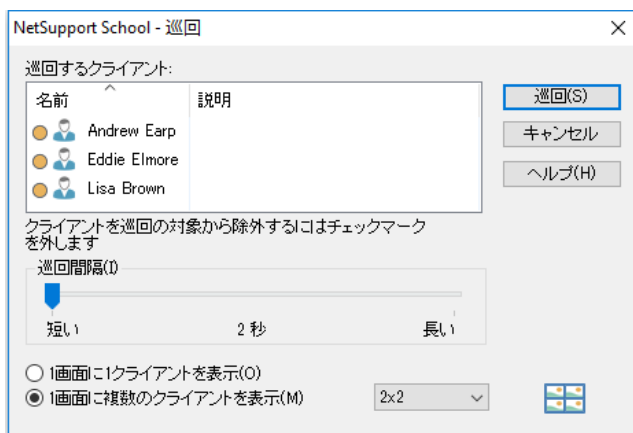 NetSupport School - 巡回
巡回するクライアント:
名前 説明
Andrew Earp
Eddie Elmore
Lisa Brown
巡回(S)
キャンセル
ヘルプ(H)
クライアントを巡回の対象から除外するにはチェックマーク
を外します
巡回間隔(I)
短い 2 秒 長い
1画面に1クライアントを表示(O)
1画面に複数のクライアントを表示(M) 2x2